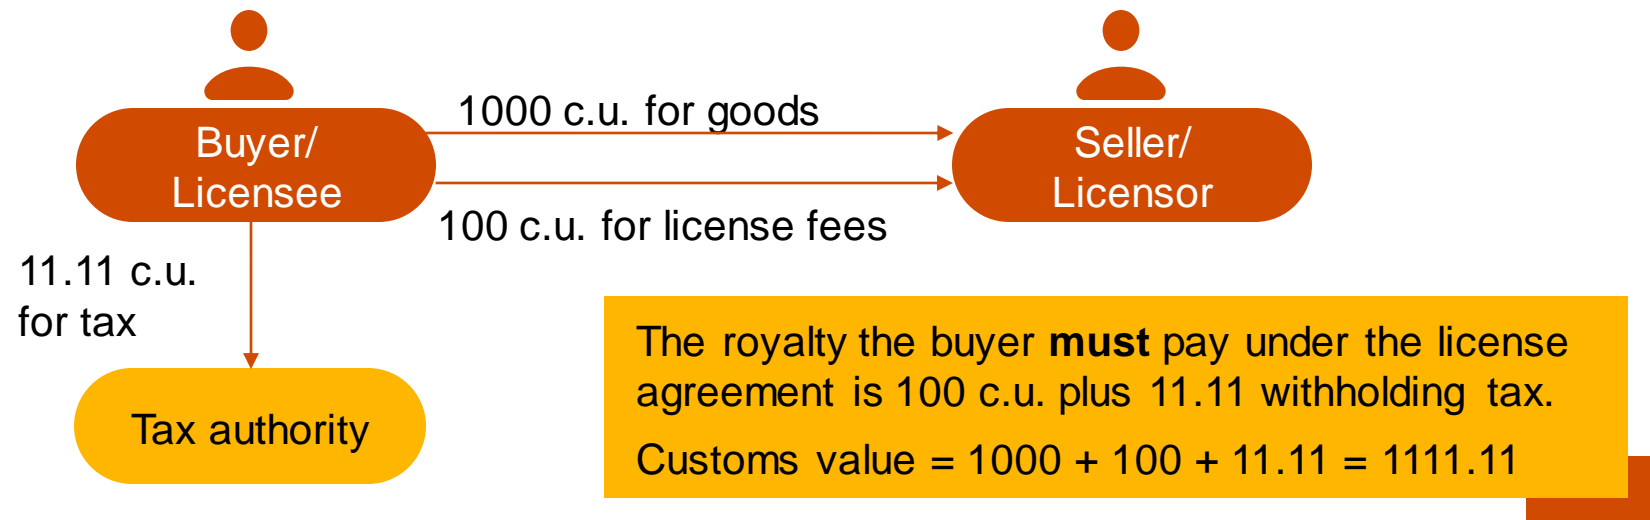 1000 c.u. for goods
Buyer/
Licensee
Seller/
Licensor
100 c.u. for license fees
11.11 c.u.
for tax
Tax authority
The royalty the buyer must pay under the license
agreement is 100 c.u. plus 11.11 withholding tax.
Customs value = 1000 + 100 + 11.11 = 1111.11